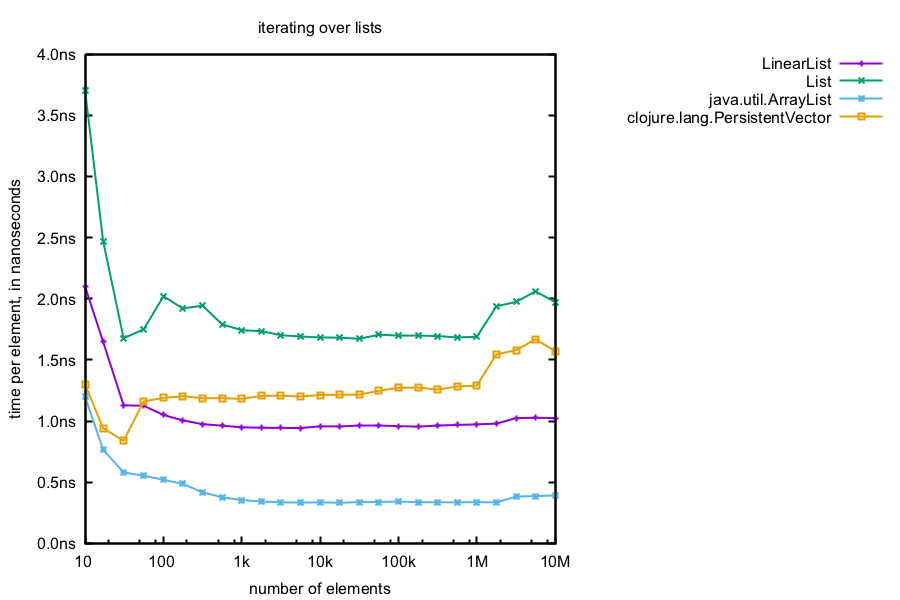 iterating over lists
LinearList
List
java.util.ArrayList
clojure.lang.PersistentVector
time per element, in nanoseconds
4.0ns
3.5ns
3.0ns
2.5ns
2.0ns
1.5ns
1.0ns
0.5ns
0.0ns
10 100 1k 10k 100k 1M 10M
number of elements